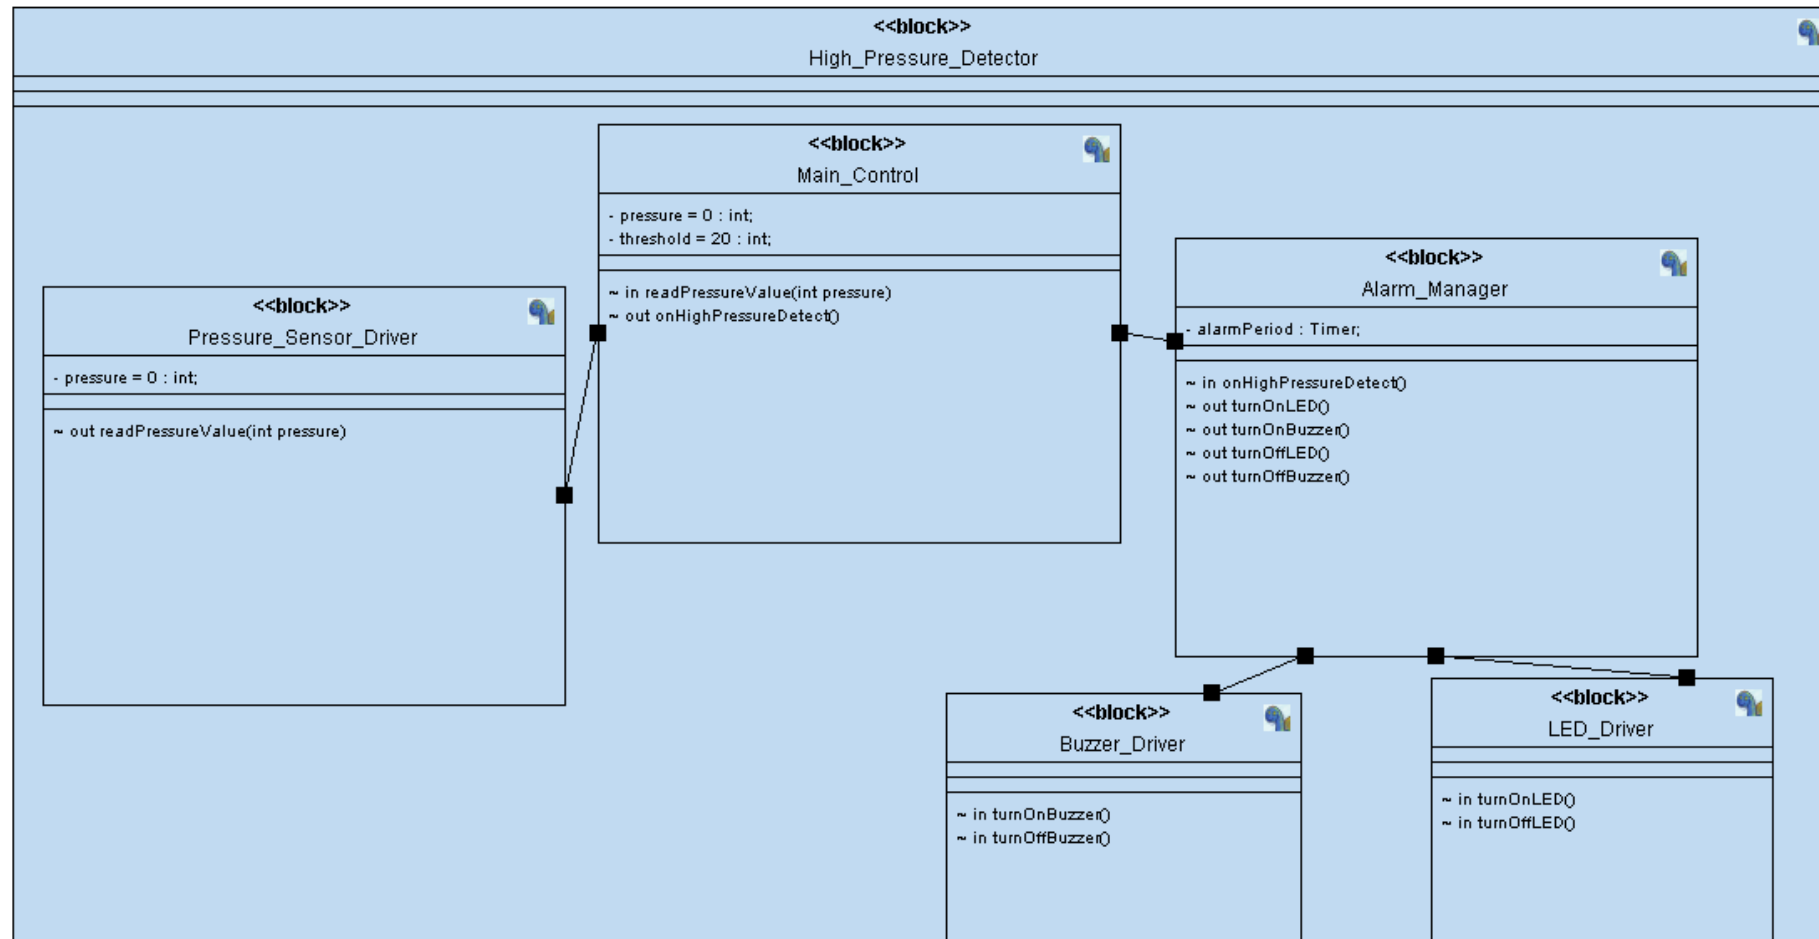 <<block>>
High_Pressure_Detector
<<block>>
Main_Control
- pressure = 0 : int;
- threshold = 20 : int;
~ in readPressureValue(int pressure)
~ out onHighPressureDetect()
<<block>>
Alarm_Manager
- alarmPeriod : Timer;
~ in onHighPressureDetect()
~ out turnOnLED()
~ out turnOnBuzzer()
~ out turnOffLED()
~ out turnOffBuzzer()
<<block>>
Pressure_Sensor_Driver
- pressure = 0 : int;
~ out readPressureValue(int pressure)
<<block>>
Buzzer_Driver
~ in turnOnBuzzer()
~ in turnOffBuzzer()
<<block>>
LED_Driver
~ in turnOnLED()
~ in turnOffLED()